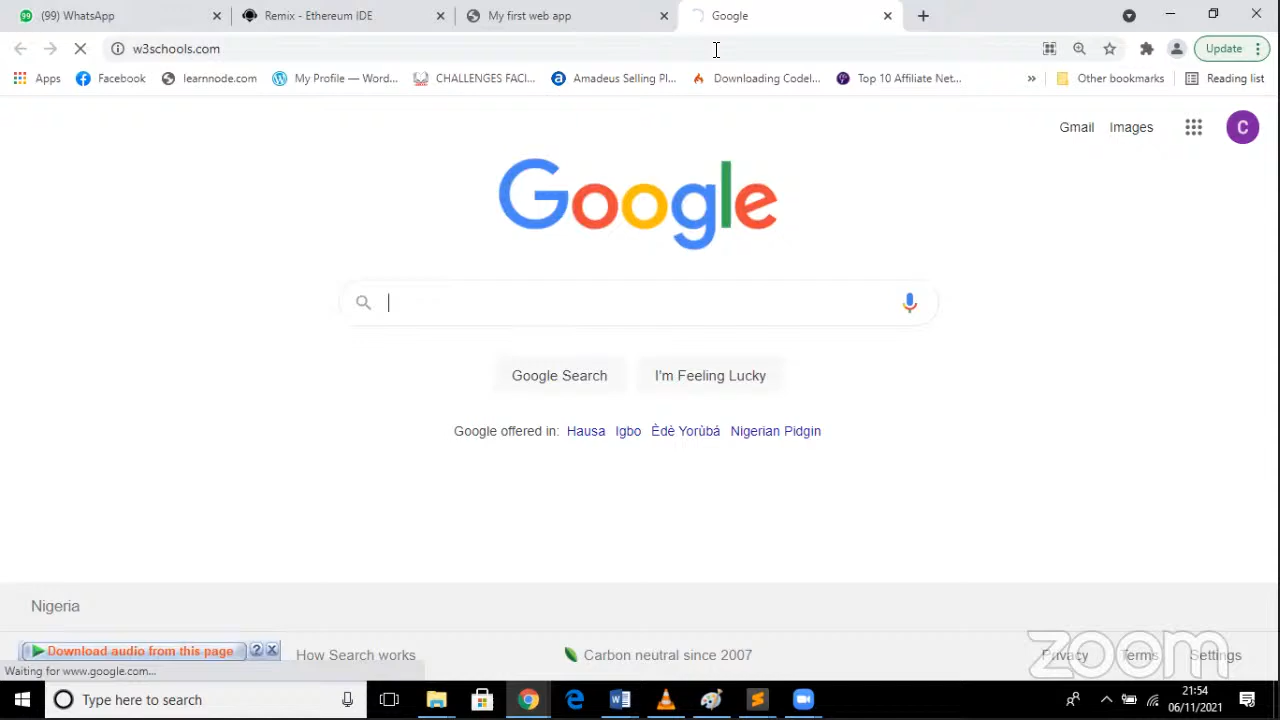 (99) WhatsApp
Remix - Ethereum IDE
My first web app
Google
w3schools.com
Update
Apps
Facebook
learnnode.com
My Profile — Word...
CHALLENGES FACI...
Amadeus Selling Pl...
Downloading CodeI...
Top 10 Affiliate Net...
»
Other bookmarks
Reading list
Gmail
Images
C
Google
Google Search
I'm Feeling Lucky
Google offered in: Hausa Igbo Èdè Yorùbá Nigerian Pidgin
Nigeria
Download audio from this page
How Search works
Carbon neutral since 2007
Privacy
Terms
Settings
zoom
Waiting for www.google.com...
Type here to search
21:54
06/11/2021